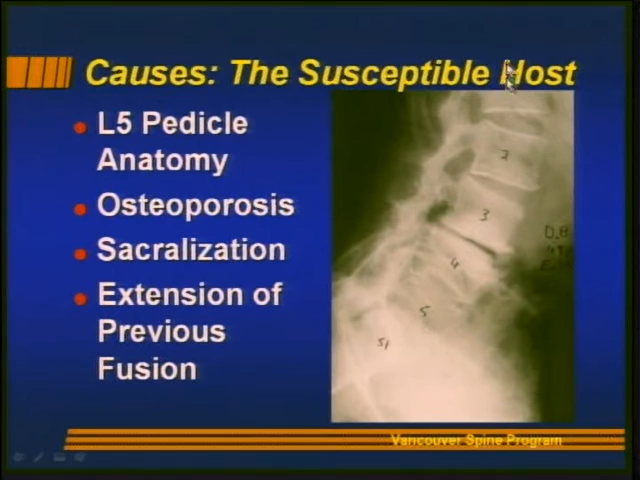 Causes: The Susceptible Host
L5 Pedicle
Anatomy
Osteoporosis
Sacralization
Extension of
Previous
Fusion
2
3
4
5
S1
Vancouver Spine Program